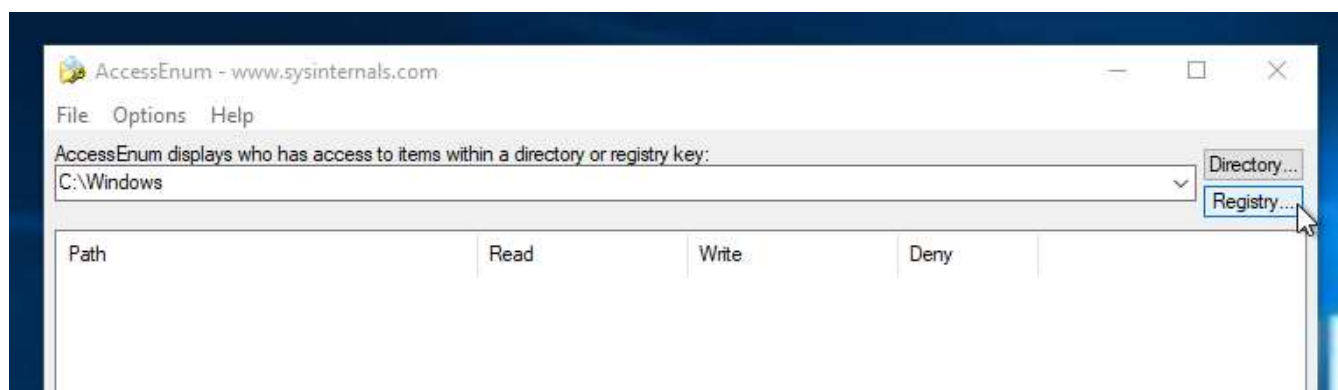 AccessEnum - www.sysinternals.com
File Options Help
AccessEnum displays who has access to items within a directory or registry key:
C:\Windows
Directory...
Registry...
Path Read Write Deny